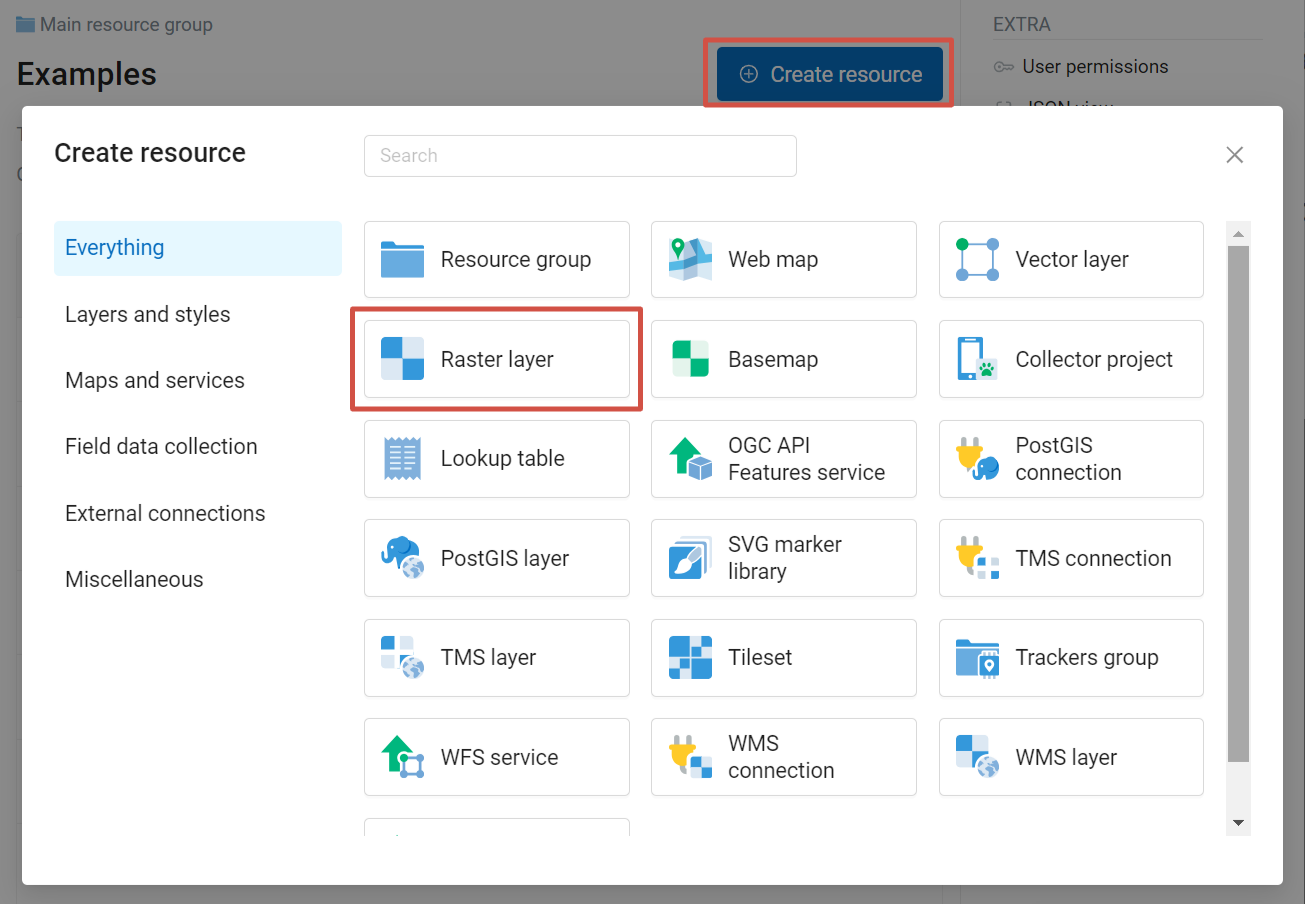 Main resource group
EXTRA
Examples
Create resource
User permissions
JSON view
Create resource
Search
Everything
Layers and styles
Maps and services
Field data collection
External connections
Miscellaneous
Resource group
Web map
Vector layer
Raster layer
Basemap
Collector project
Lookup table
OGC API
Features service
PostGIS
connection
PostGIS layer
SVG marker
library
TMS connection
TMS layer
Tileset
Trackers group
WFS service
WMS
connection
WMS layer